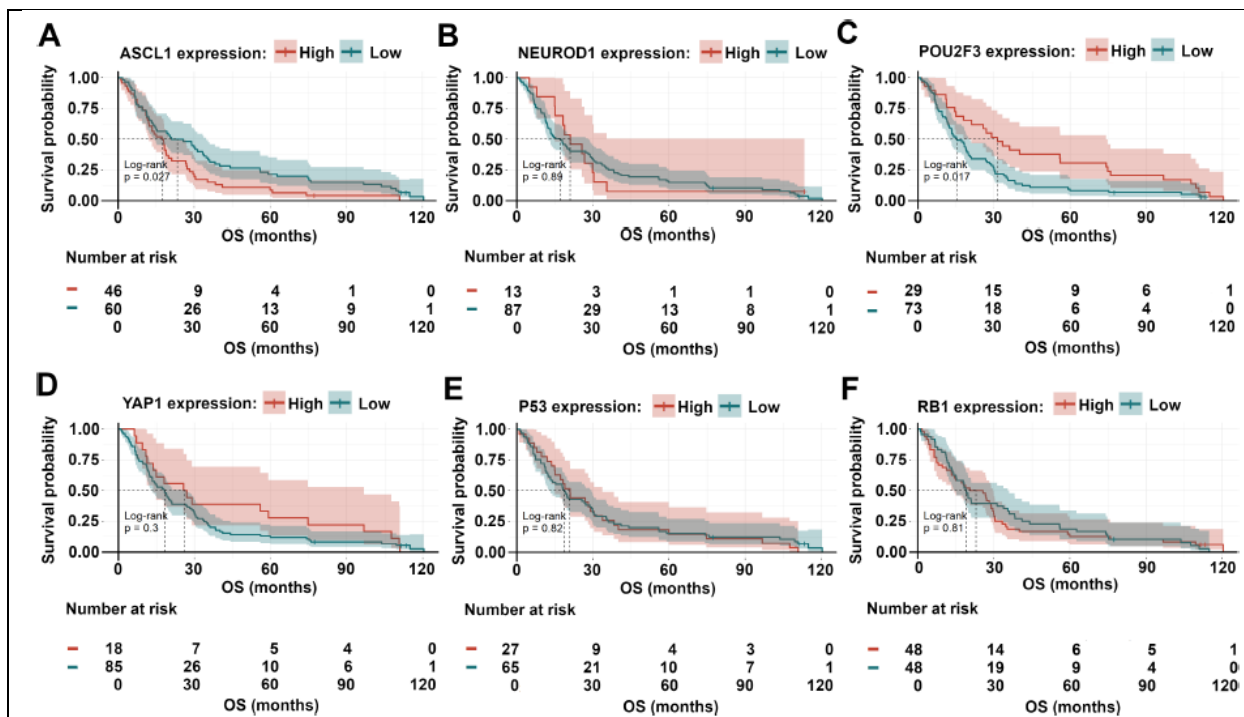 A
ASCL1 expression: High Low
Survival probability
1.00
0.75
0.50
0.25
0.00
Log-rank
p = 0.027
0 30 60 90 120
OS (months)
Number at risk
46 9 4 1 0
60 26 13 9 1
0 30 60 90 120
OS (months)
B
NEUROD1 expression: High Low
Survival probability
1.00
0.75
0.50
0.25
0.00
Log-rank
p = 0.89
0 30 60 90 120
OS (months)
Number at risk
13 3 1 1 0
87 29 13 8 1
0 30 60 90 120
OS (months)
C
POU2F3 expression: High Low
Survival probability
1.00
0.75
0.50
0.25
0.00
Log-rank
p = 0.017
0 30 60 90 120
OS (months)
Number at risk
29 15 9 6 1
73 18 6 4 0
0 30 60 90 120
OS (months)
D
YAP1 expression: High Low
Survival probability
1.00
0.75
0.50
0.25
0.00
Log-rank
p = 0.3
0 30 60 90 120
OS (months)
Number at risk
18 7 5 4 0
85 26 10 6 1
0 30 60 90 120
OS (months)
E
P53 expression: High Low
Survival probability
1.00
0.75
0.50
0.25
0.00
Log-rank
p = 0.82
0 30 60 90 120
OS (months)
Number at risk
27 9 4 3 0
65 21 10 7 1
0 30 60 90 120
OS (months)
F
RB1 expression: High Low
Survival probability
1.00
0.75
0.50
0.25
0.00
Log-rank
p = 0.81
0 30 60 90 120
OS (months)
Number at risk
48 14 6 5 1
48 19 9 4 0
0 30 60 90 120
OS (months)